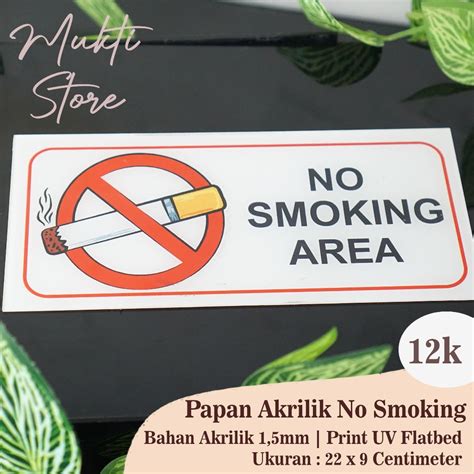 Mukti
Store
NO
SMOKING
AREA
12k
Papan Akrilik No Smoking
Bahan Akrilik 1,5mm | Print UV Flatbed
Ukuran : 22 x 9 Centimeter